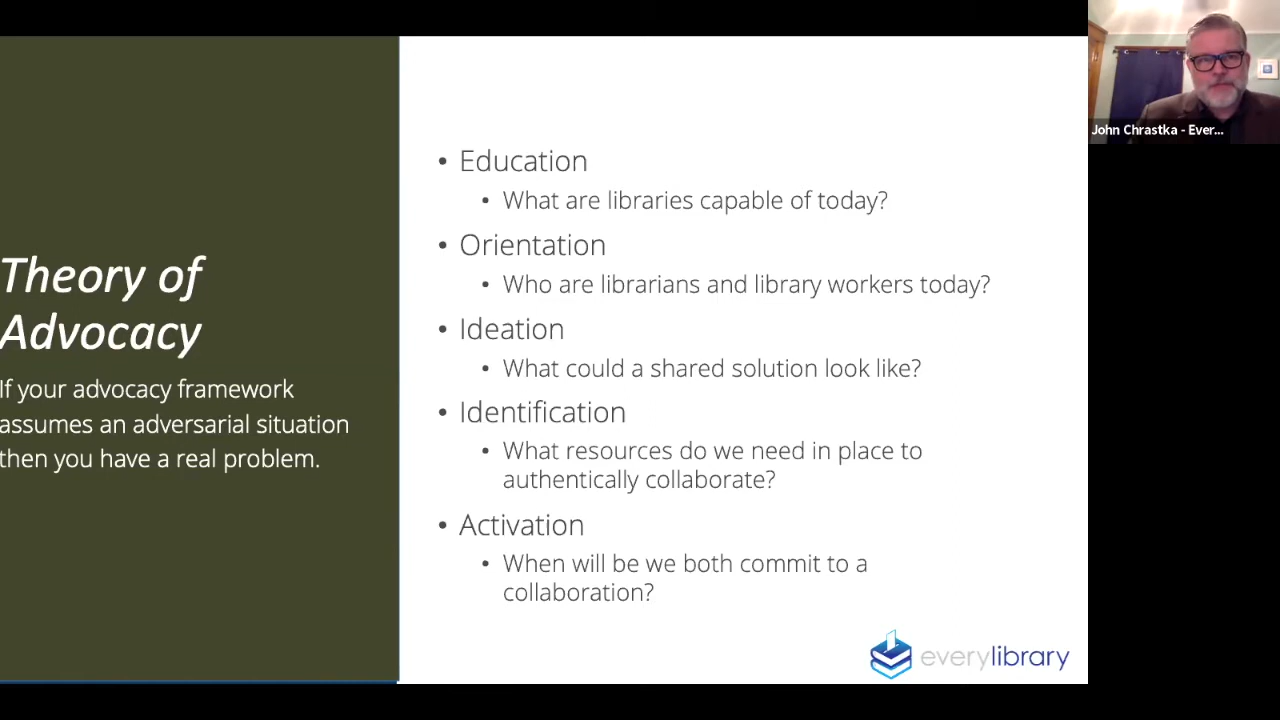 Theory of
Advocacy
If your advocacy framework
assumes an adversarial situation
then you have a real problem.
• Education
• What are libraries capable of today?
• Orientation
• Who are librarians and library workers today?
• Ideation
• What could a shared solution look like?
• Identification
• What resources do we need in place to
authentically collaborate?
• Activation
• When will be we both commit to a
collaboration?
everylibrary
John Chrastka - Ever...